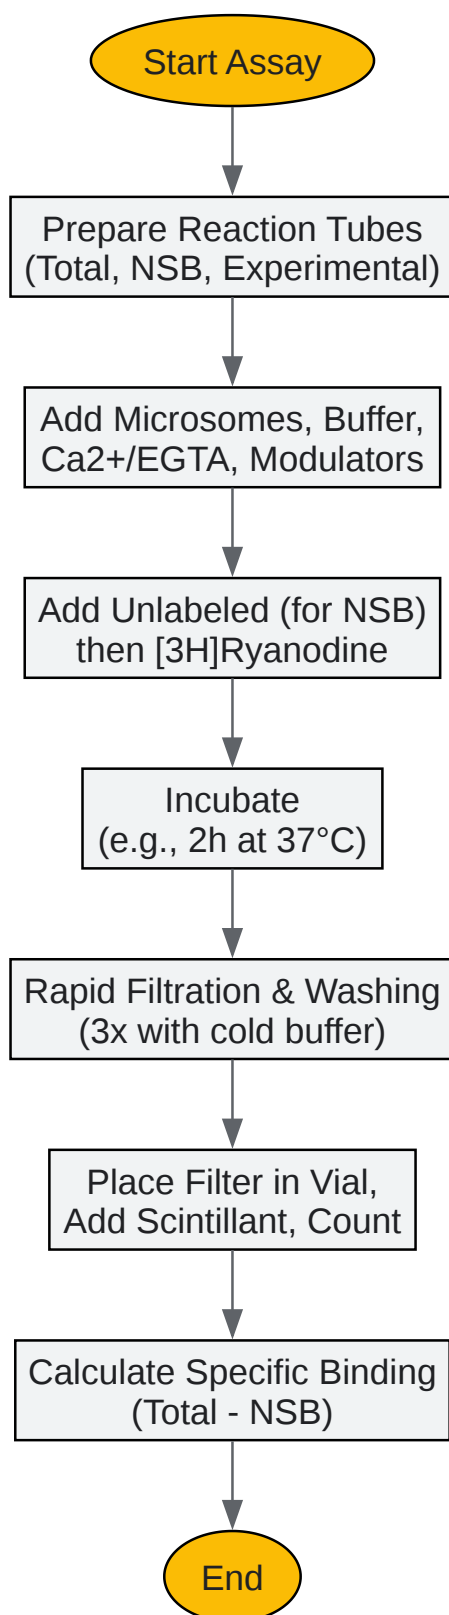 Start Assay
Prepare Reaction Tubes
(Total, NSB, Experimental)
Add Microsomes, Buffer,
Ca2+/EGTA, Modulators
Add Unlabeled (for NSB)
then [3H]Ryanodine
Incubate
(e.g., 2h at 37°C)
Rapid Filtration & Washing
(3x with cold buffer)
Place Filter in Vial,
Add Scintillant, Count
Calculate Specific Binding
(Total - NSB)
End